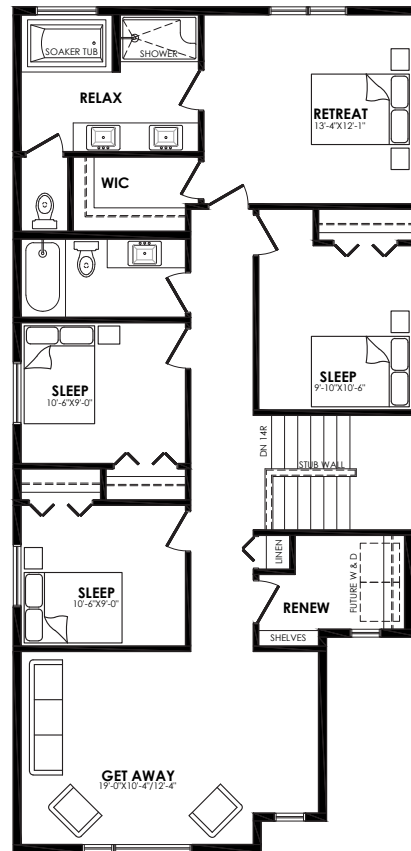 SOAKER TUB
SHOWER
RELAX
RETREAT
13'-4"X12'-1"
WIC
SLEEP
9'-10"X10'-6"
SLEEP
10'-6"X9'-0"
DN 14R
STUB WALL
LINEN
SLEEP
10'-6"X9'-0"
RENEW
FUTURE W & D
SHELVES
GET AWAY
19'-0"X10'-4"/12'-4"